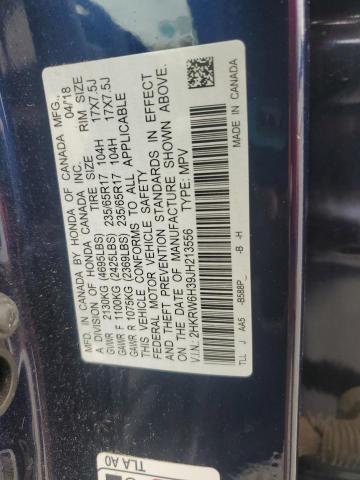 MFD. IN CANADA BY HONDA OF CANADA MFG.,
A DIVISION OF HONDA CANADA INC. 04/18
TIRE SIZE RIM SIZE
GVWR 2130KG (4695LBS)
GAWR F 1100KG (2425LBS) 235/65R17 104H 17X7.5J
GAWR R 1075KG (2369LBS) 235/65R17 104H 17X7.5J
THIS VEHICLE CONFORMS TO ALL APPLICABLE
FEDERAL MOTOR VEHICLE SAFETY
AND THEFT PREVENTION STANDARDS IN EFFECT
ON THE DATE OF MANUFACTURE SHOWN ABOVE.
V.I.N.: 2HKRW6H39JH213556 TYPE: MPV
MADE IN CANADA
TLL J AA5 -B588P_ -B -H
TLA A0